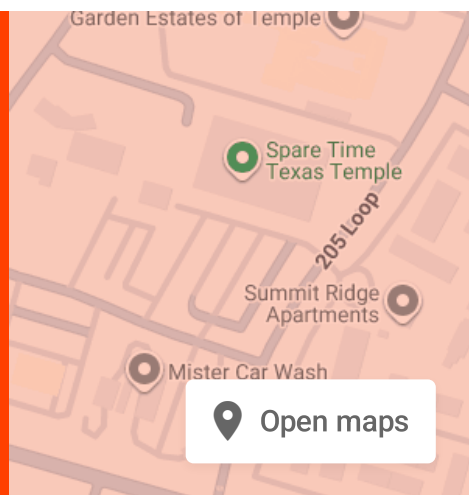 Garden Estates of Temple
Spare Time
Texas Temple
205 Loop
Summit Ridge
Apartments
Mister Car Wash
Open maps